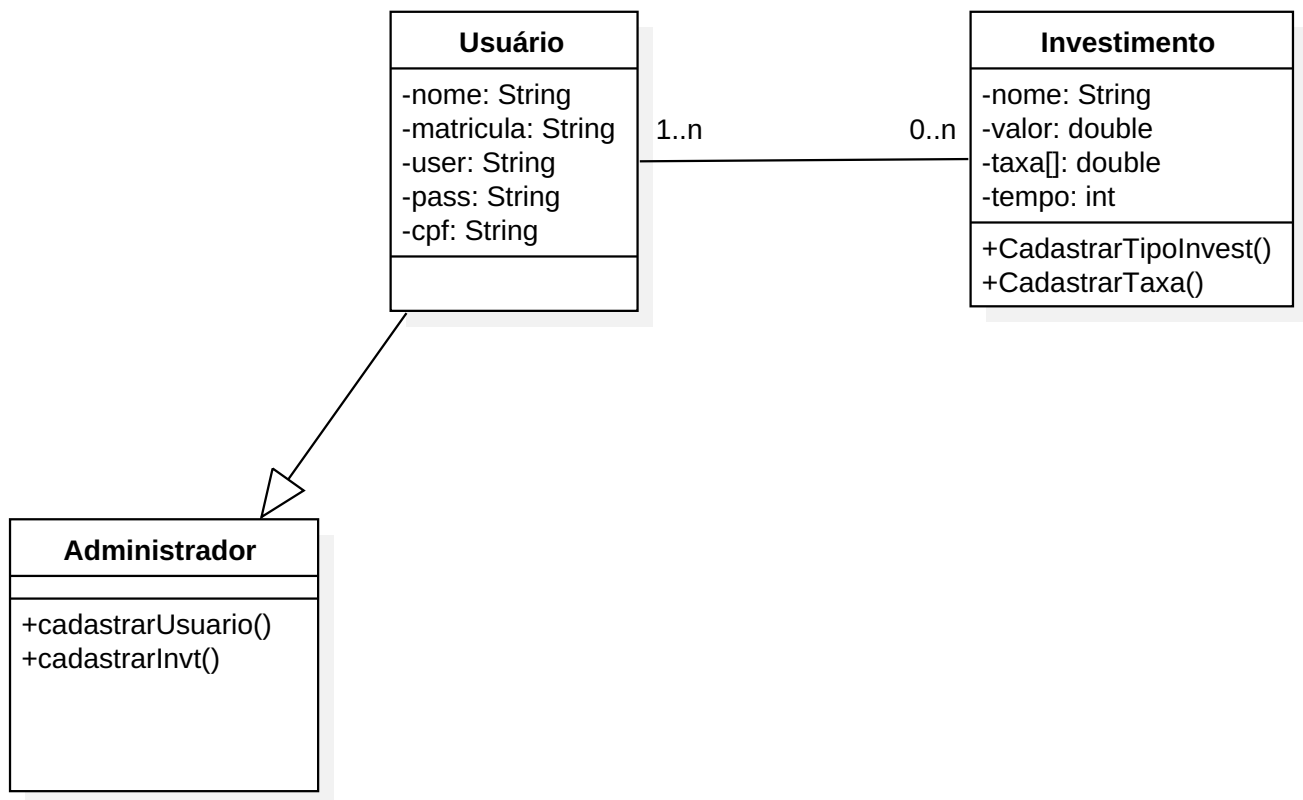 Usuário
-nome: String
-matricula: String
-user: String
-pass: String
-cpf: String
1..n
0..n
Investimento
-nome: String
-valor: double
-taxa[]: double
-tempo: int
+CadastrarTipoInvest()
+CadastrarTaxa()
Administrador
+cadastrarUsuario()
+cadastrarInvt()